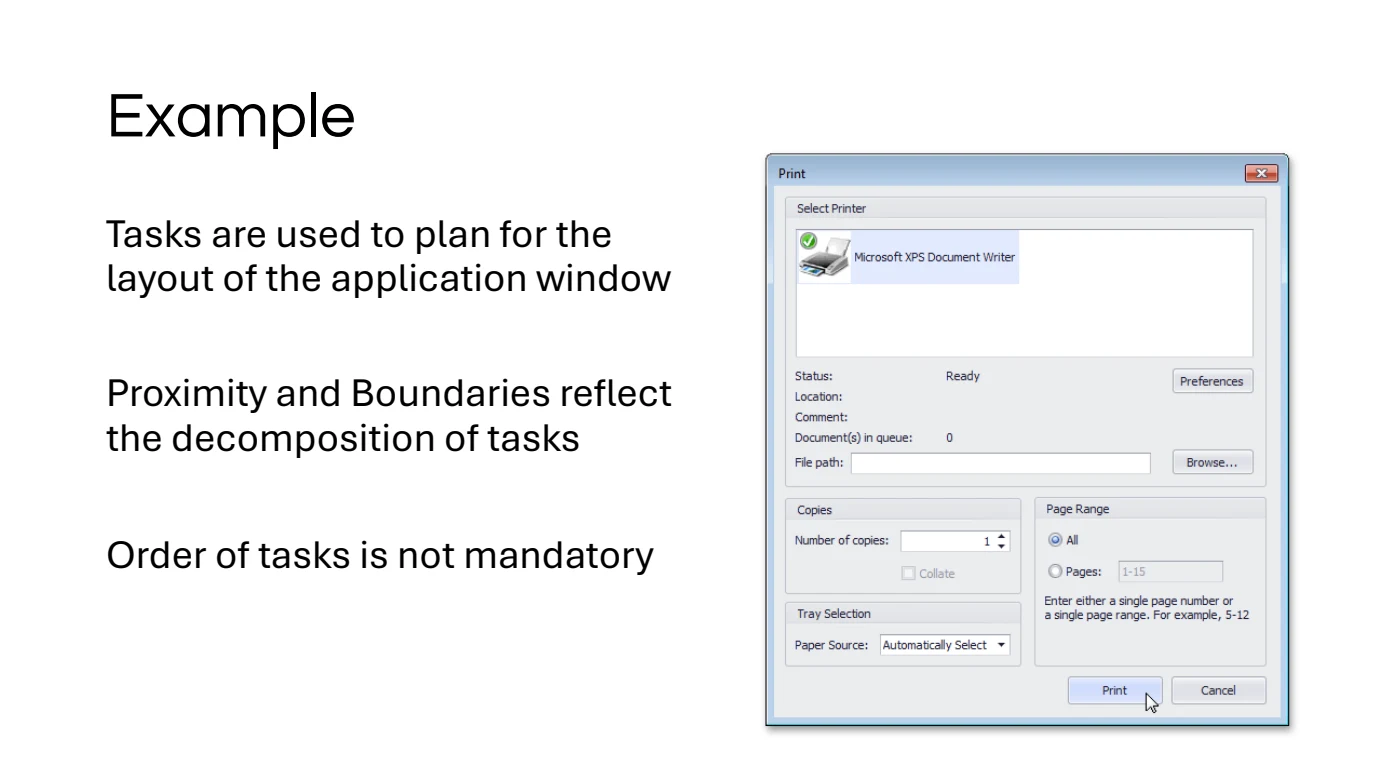 Example
Tasks are used to plan for the
layout of the application window
Proximity and Boundaries reflect
the decomposition of tasks
Order of tasks is not mandatory
Print
Select Printer
Microsoft XPS Document Writer
Status: Ready
Preferences
Location:
Comment:
Document(s) in queue: 0
File path:
Browse...
Copies
Number of copies: 1
Collate
Tray Selection
Paper Source: Automatically Select
Page Range
All
Pages: 1-15
Enter either a single page number or
a single page range. For example, 5-12
Print
Cancel